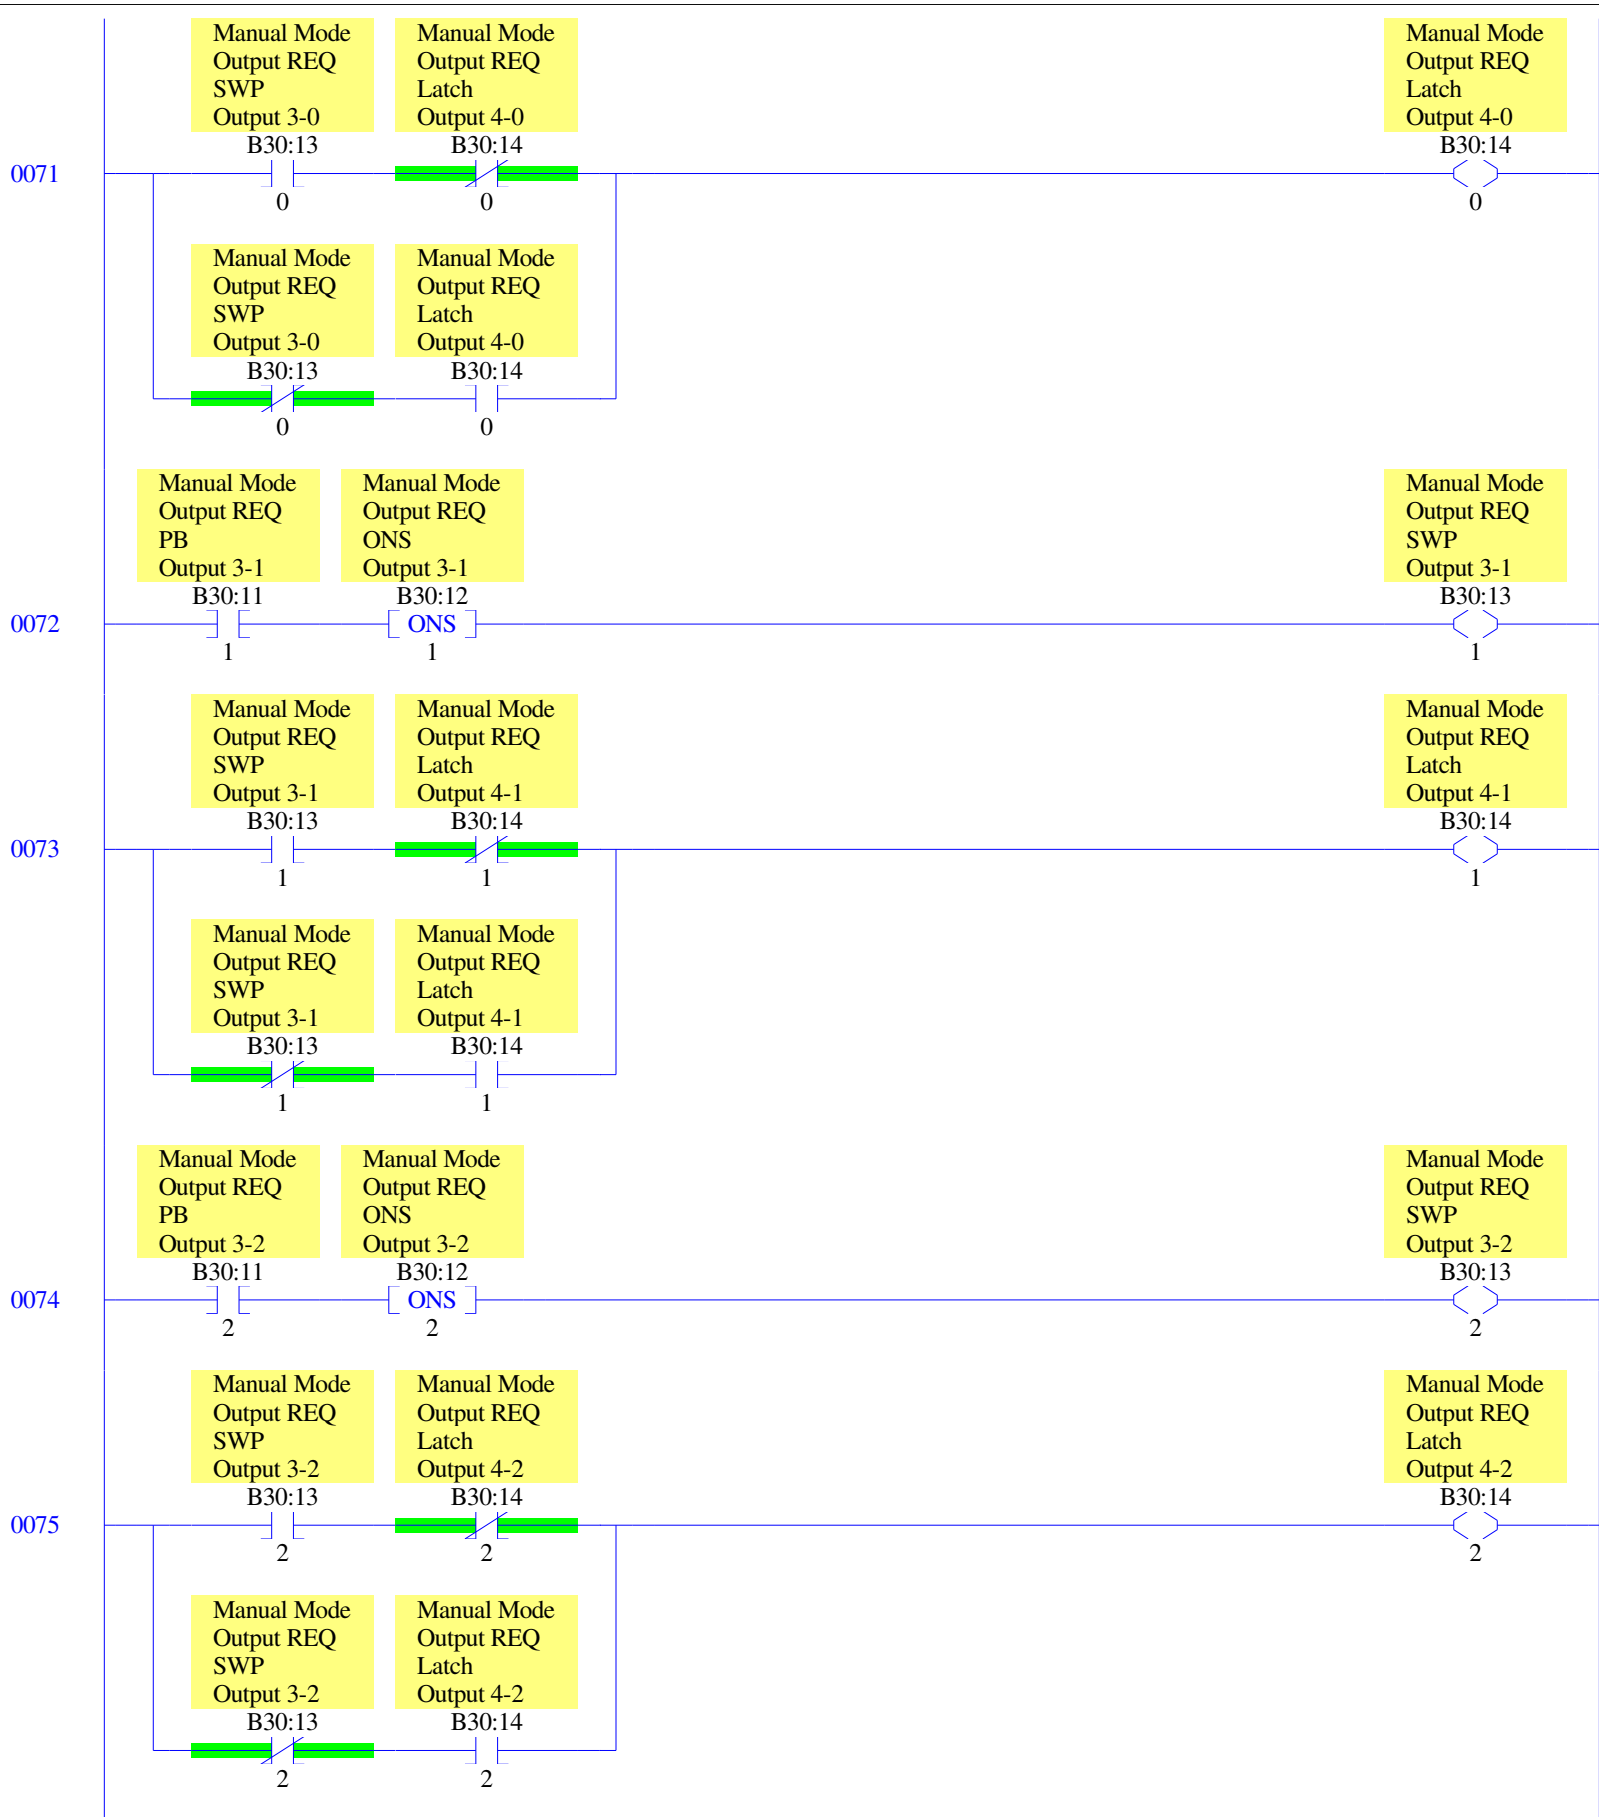 Manual Mode
Output REQ
SWP
Output 3-0
B30:13
0
Manual Mode
Output REQ
Latch
Output 4-0
B30:14
0
Manual Mode
Output REQ
Latch
Output 4-0
B30:14
0
0071
Manual Mode
Output REQ
SWP
Output 3-0
B30:13
0
Manual Mode
Output REQ
Latch
Output 4-0
B30:14
0
Manual Mode
Output REQ
PB
Output 3-1
B30:11
1
Manual Mode
Output REQ
ONS
Output 3-1
B30:12
ONS
1
Manual Mode
Output REQ
SWP
Output 3-1
B30:13
1
0072
Manual Mode
Output REQ
SWP
Output 3-1
B30:13
1
Manual Mode
Output REQ
Latch
Output 4-1
B30:14
1
Manual Mode
Output REQ
Latch
Output 4-1
B30:14
1
0073
Manual Mode
Output REQ
SWP
Output 3-1
B30:13
1
Manual Mode
Output REQ
Latch
Output 4-1
B30:14
1
Manual Mode
Output REQ
PB
Output 3-2
B30:11
2
Manual Mode
Output REQ
ONS
Output 3-2
B30:12
ONS
2
Manual Mode
Output REQ
SWP
Output 3-2
B30:13
2
0074
Manual Mode
Output REQ
SWP
Output 3-2
B30:13
2
Manual Mode
Output REQ
Latch
Output 4-2
B30:14
2
Manual Mode
Output REQ
Latch
Output 4-2
B30:14
2
0075
Manual Mode
Output REQ
SWP
Output 3-2
B30:13
2
Manual Mode
Output REQ
Latch
Output 4-2
B30:14
2